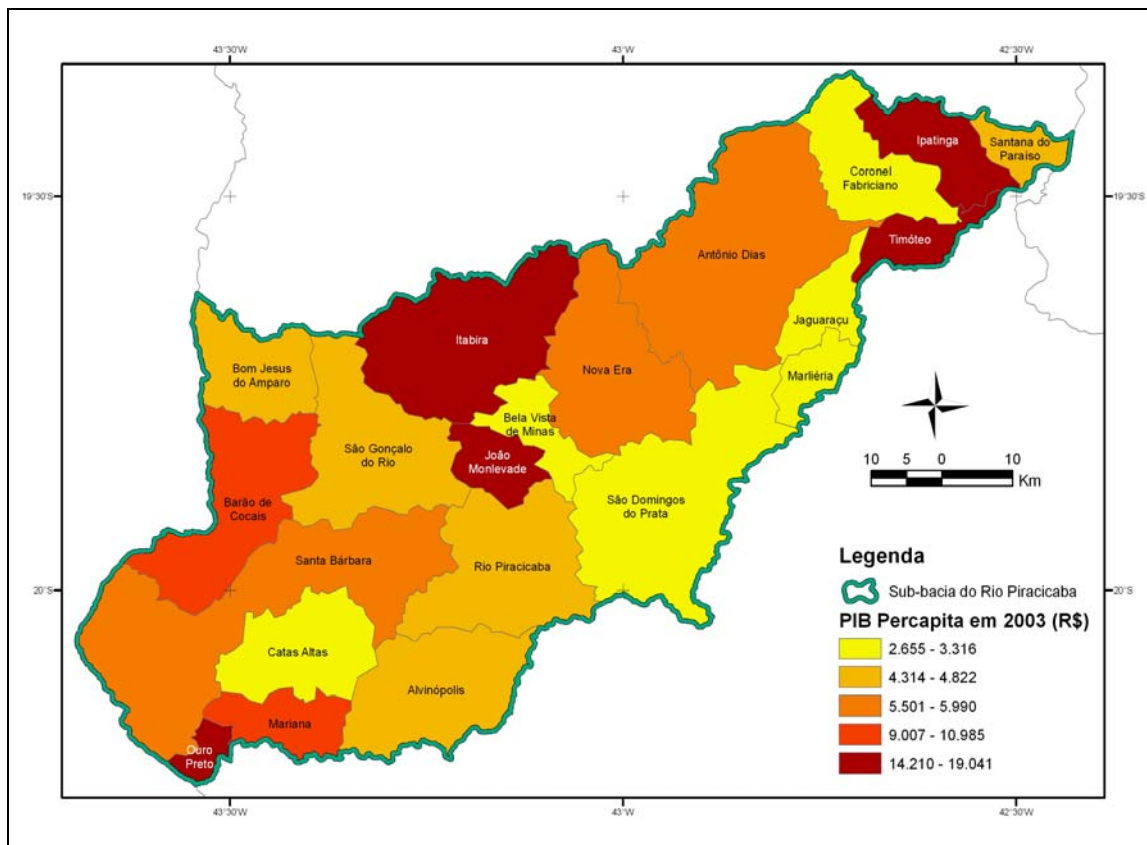 43°30'W
43°W
42°30'W
19°30'S
19°30'S
20°S
20°S
43°30'W
43°W
42°30'W
Ipatinga
Santana do
Paraíso
Coronel
Fabriciano
Timóteo
Antônio Dias
Jaguaraçu
Itabira
Nova Era
Marliéria
Bom Jesus
do Amparo
Bela Vista
de Minas
São Gonçalo
do Rio
João
Monlevade
São Domingos
do Prata
Barão de
Cocais
Santa Bárbara
Rio Piracicaba
Catas Altas
Alvinópolis
Mariana
Ouro
Preto
10 5 0 10
Km
Legenda
Sub-bacia do Rio Piracicaba
PIB Percapita em 2003 (R$)
2.655 - 3.316
4.314 - 4.822
5.501 - 5.990
9.007 - 10.985
14.210 - 19.041